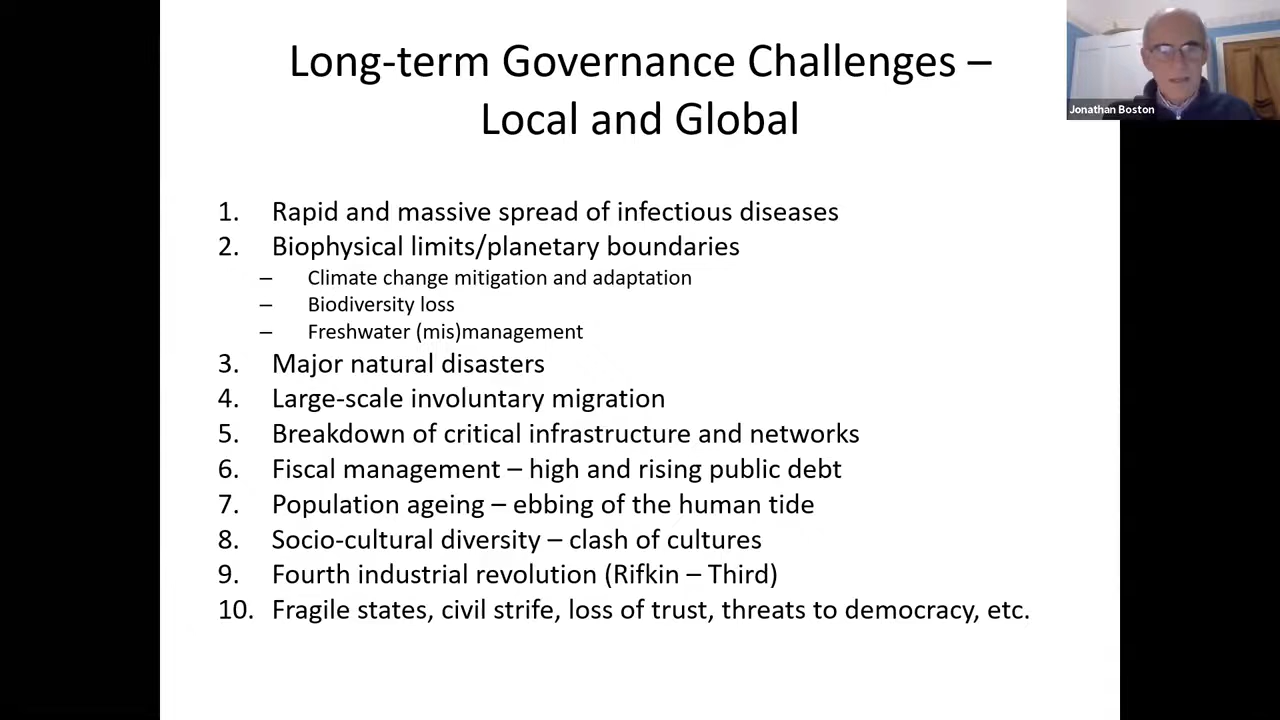 Long-term Governance Challenges –
Local and Global
Jonathan Boston
1. Rapid and massive spread of infectious diseases
2. Biophysical limits/planetary boundaries
– Climate change mitigation and adaptation
– Biodiversity loss
– Freshwater (mis)management
3. Major natural disasters
4. Large-scale involuntary migration
5. Breakdown of critical infrastructure and networks
6. Fiscal management – high and rising public debt
7. Population ageing – ebbing of the human tide
8. Socio-cultural diversity – clash of cultures
9. Fourth industrial revolution (Rifkin – Third)
10. Fragile states, civil strife, loss of trust, threats to democracy, etc.